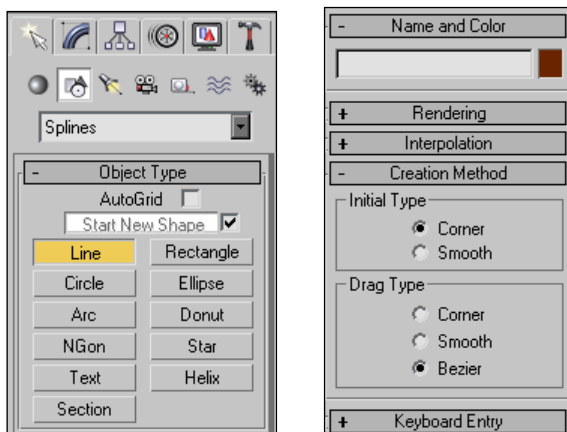 Splines
- Object Type
AutoGrid
Start New Shape
Line Rectangle
Circle Ellipse
Arc Donut
NGon Star
Text Helix
Section
- Name and Color
+ Rendering
+ Interpolation
- Creation Method
Initial Type
Corner
Smooth
Drag Type
Corner
Smooth
Bezier
+ Keyboard Entry